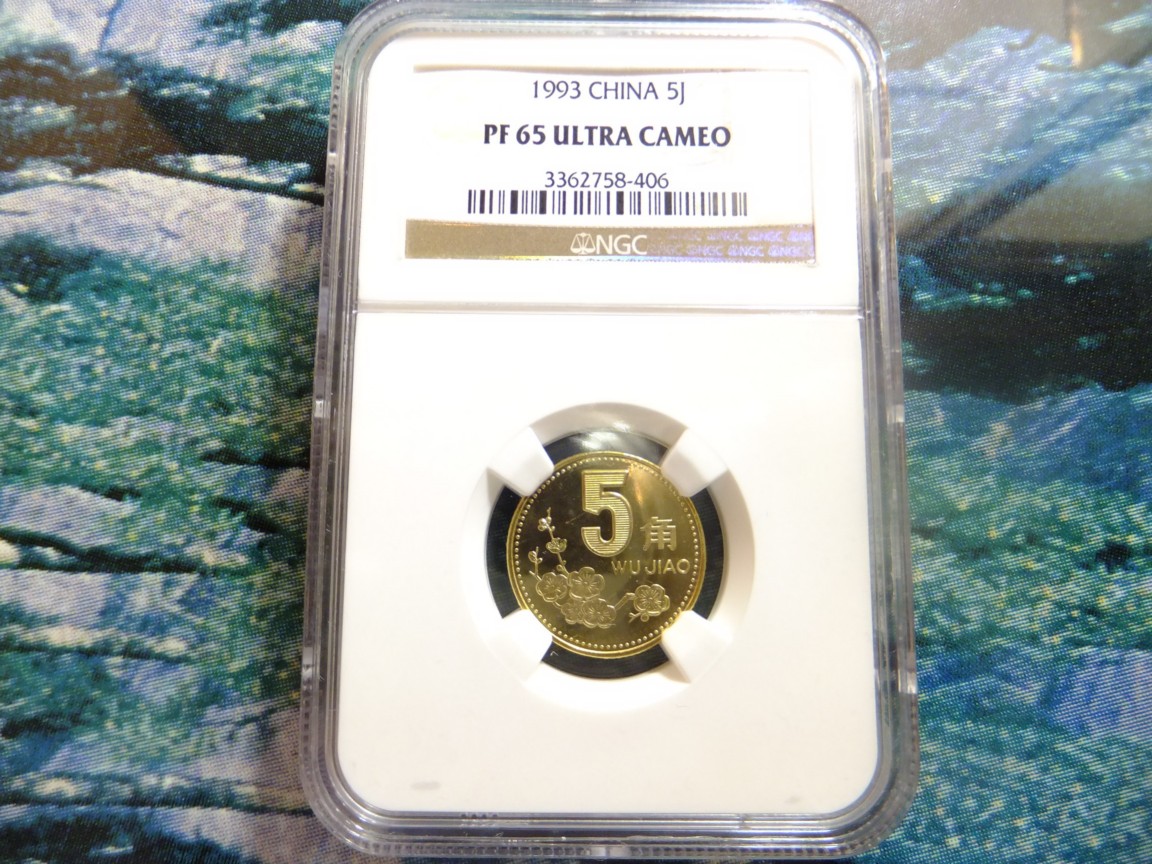 1993 CHINA 5J
PF 65 ULTRA CAMEO
3362758-406
NGC
5角
WU JIAO